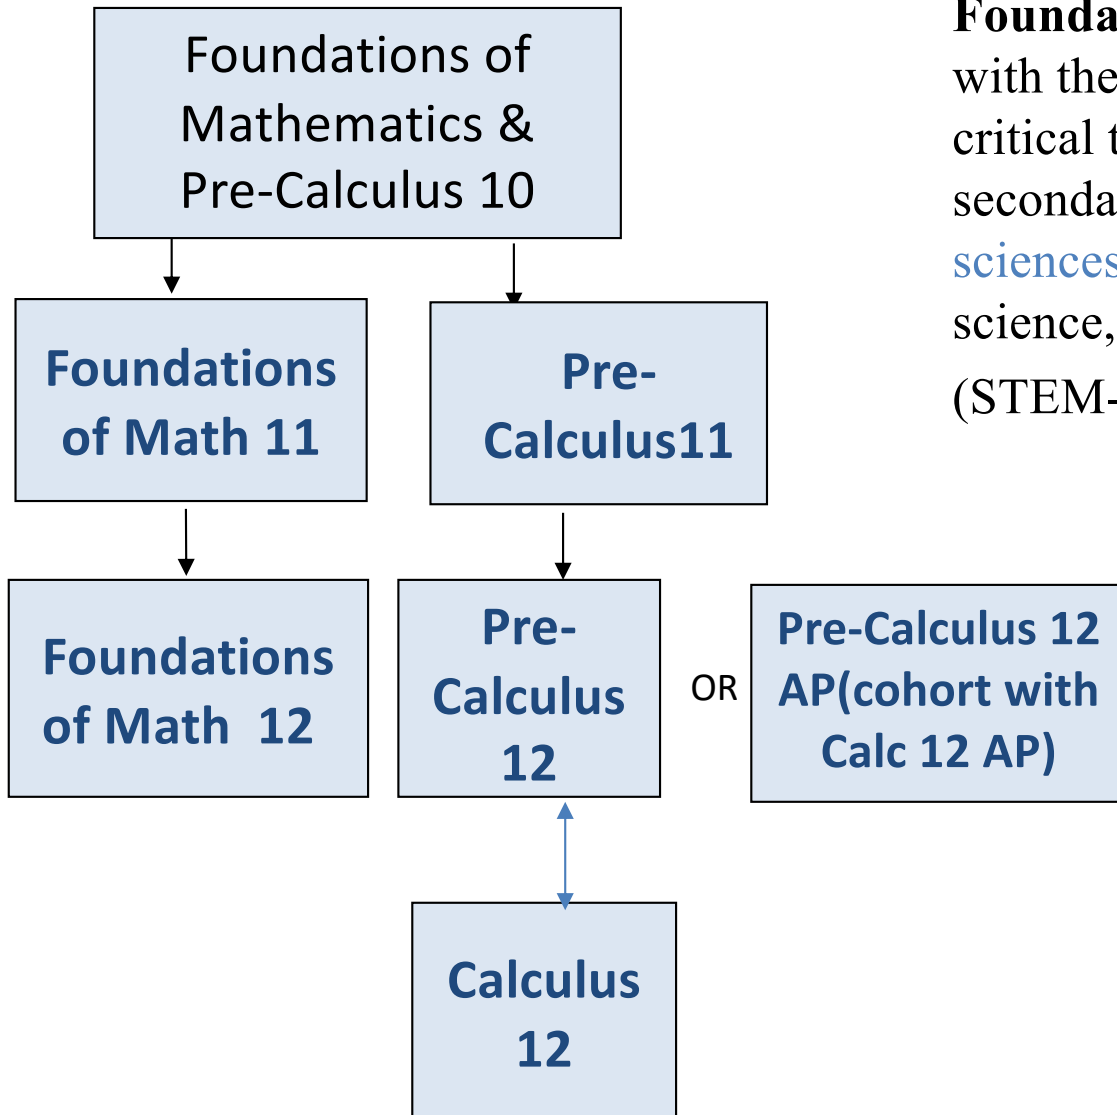 Foundations of
Mathematics &
Pre-Calculus 10
with the
critical
sciences
science,
(STEM-
Foundations
of Math 11
Pre-
Calculus11
Foundations
of Math 12
Pre-
Calculus
12
OR
Pre-Calculus 12
AP(cohort with
Calc 12 AP)
Calculus
12